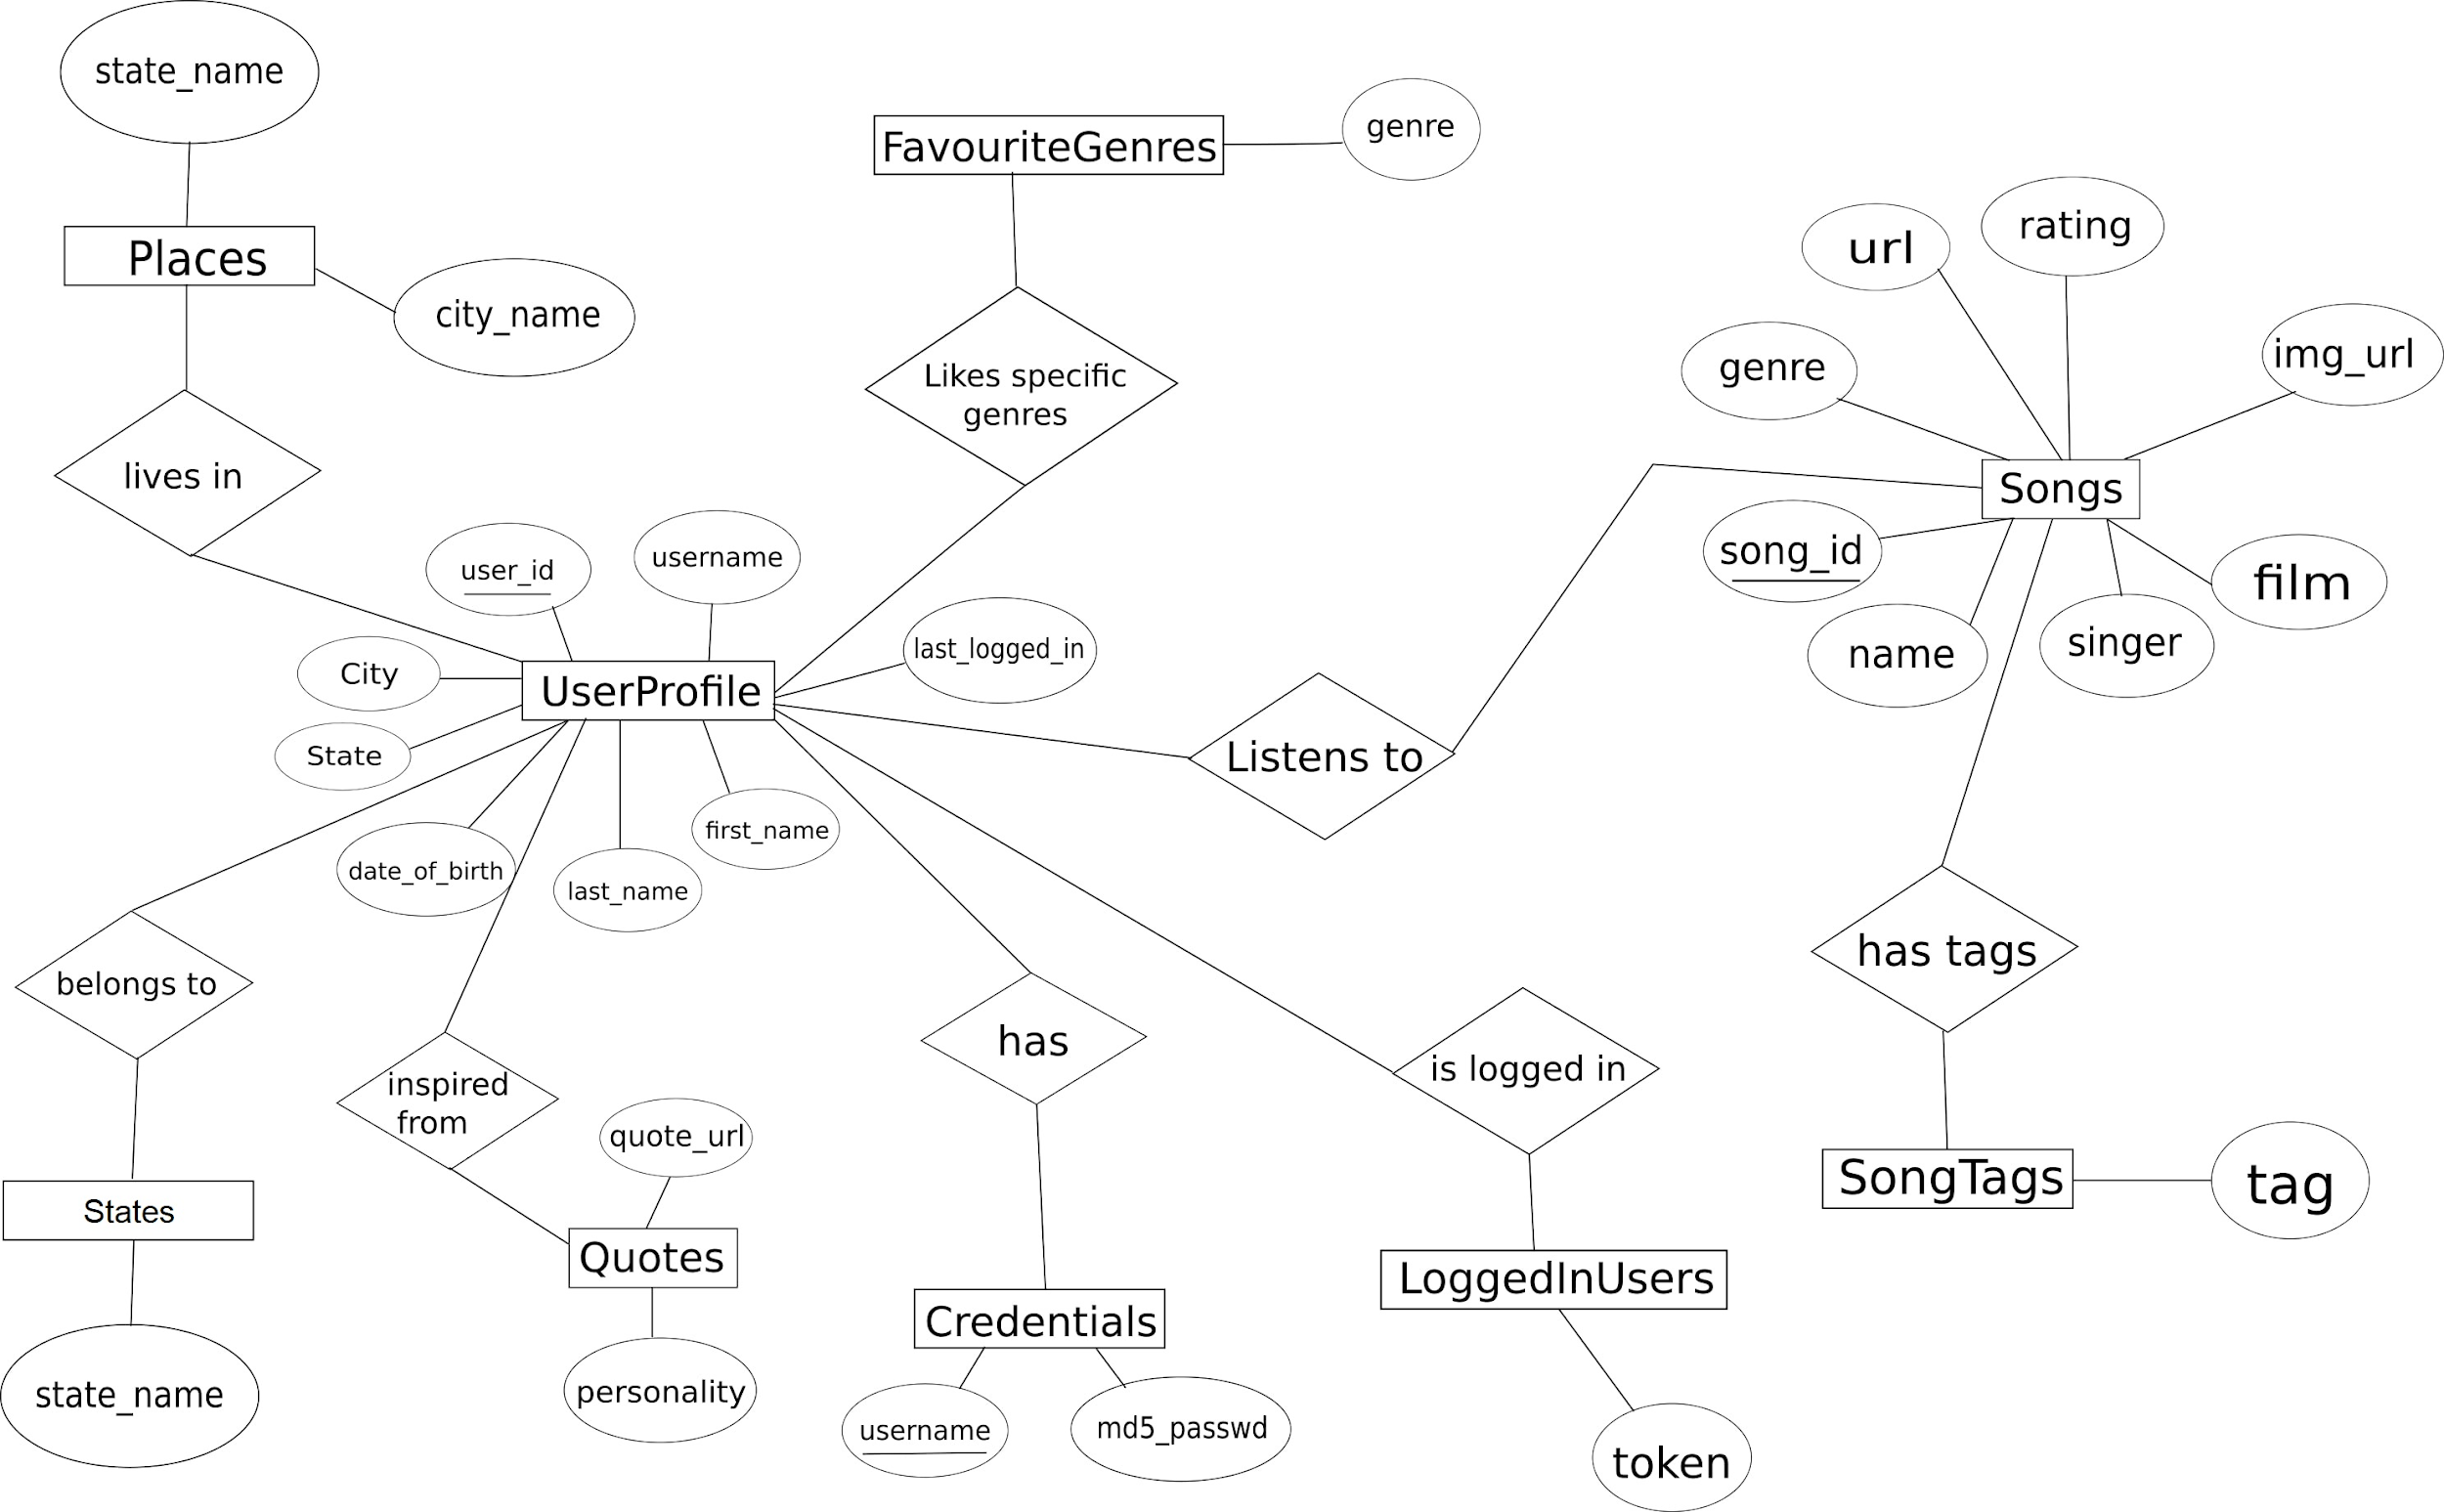 state_name
FavouriteGenres
genre
Places
city_name
url
rating
genre
img_url
Likes specific
genres
lives in
Songs
song_id
film
name
singer
user_id
username
last_logged_in
City
UserProfile
State
Listens to
first_name
date_of_birth
last_name
belongs to
has tags
inspired
from
has
is logged in
quote_url
States
SongTags
tag
Quotes
LoggedInUsers
Credentials
state_name
personality
username
md5_passwd
token